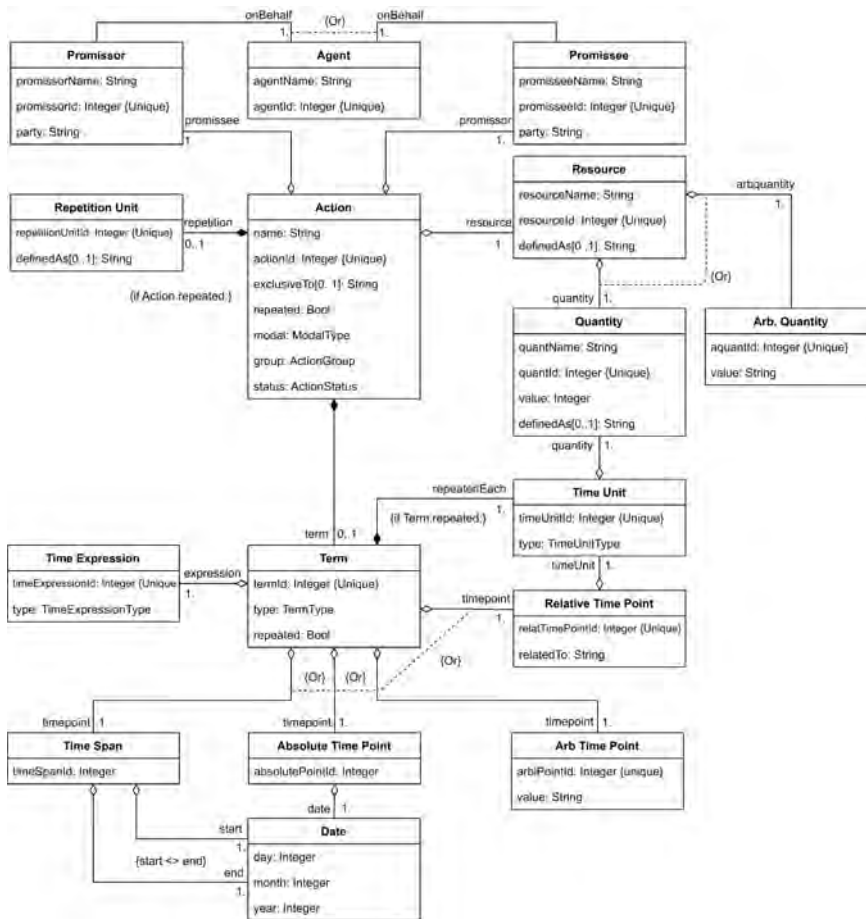 onBehalf
{Or}
onBehalf
1.
1.
Promissor
promissorName: String
promissorId: Integer {Unique}
party: String
Agent
agentName: String
agentId: Integer {Unique}
Promissee
promisseeName: String
promisseeId: Integer {Unique}
party: String
promissee
1
promissor
1.
Repetition Unit
repetitionUnitId: Integer {Unique}
definedAs[0..1]: String
repetition
0..1
{if Action.repeated.}
Action
name: String
actionId: Integer {Unique}
exclusiveTo[0..1]: String
repeated: Bool
modal: ModalType
group: ActionGroup
status: ActionStatus
resource
1
Resource
resourceName: String
resourceId: Integer {Unique}
definedAs[0..1]: String
arbquantity
1.
{Or}
quantity
1.
Quantity
quantName: String
quantId: Integer {Unique}
value: Integer
definedAs[0..1]: String
Arb. Quantity
aquantId: Integer {Unique}
value: String
quantity
1.
repeatenEach
1.
{if Term.repeated.}
Time Unit
timeUnitId: Integer {Unique}
type: TimeUnitType
timeUnit
1.
term
0..1
Time Expression
timeExpressionId: Integer {Unique
type: TimeExpressionType
expression
1.
Term
termId: Integer {Unique}
type: TermType
repeated: Bool
timepoint
1.
Relative Time Point
relatTimePointId: Integer {Unique}
relatedTo: String
{Or}
{Or}
{Or}
timepoint
1.
timepoint
1.
timepoint
1.
Time Span
timeSpanId: Integer
Absolute Time Point
absolutePointId: Integer
Arb Time Point
arbiPointId: Integer {unique}
value: String
date
1.
start
1.
{start <> end}
end
1.
Date
day: Integer
month: Integer
year: Integer